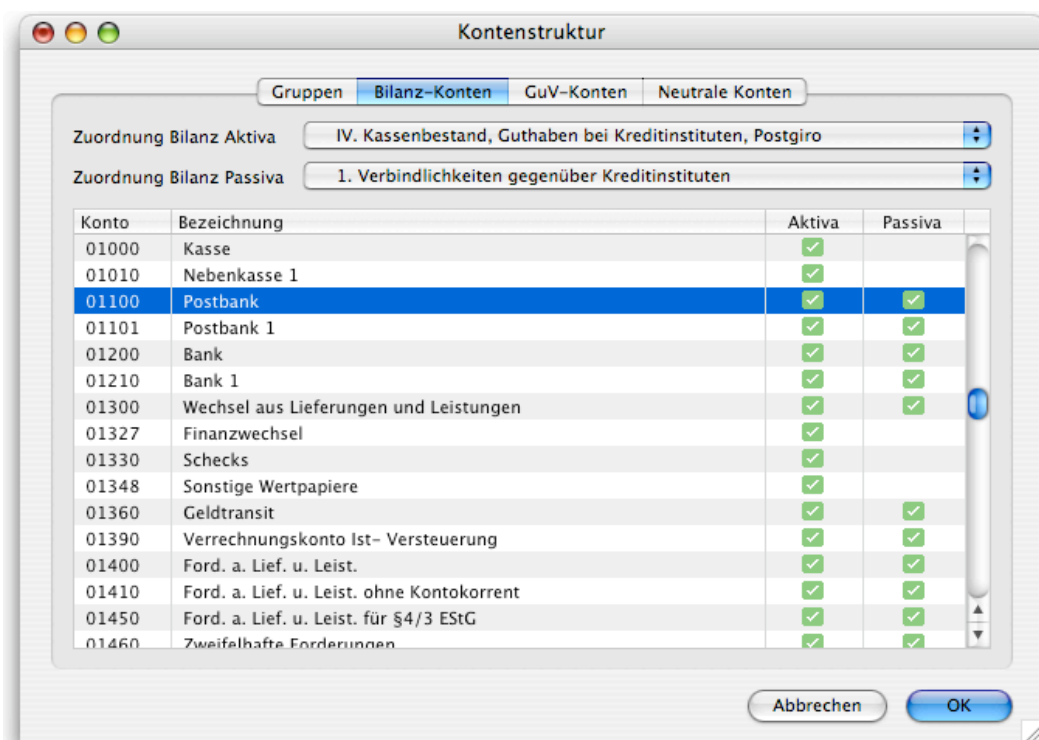 Kontenstruktur
Gruppen Bilanz-Konten GuV-Konten Neutrale Konten
Zuordnung Bilanz Aktiva IV. Kassenbestand, Guthaben bei Kreditinstituten, Postgiro
Zuordnung Bilanz Passiva 1. Verbindlichkeiten gegenüber Kreditinstituten
Konto Bezeichnung Aktiva Passiva
01000 Kasse
01010 Nebenkasse 1
01100 Postbank
01101 Postbank 1
01200 Bank
01210 Bank 1
01300 Wechsel aus Lieferungen und Leistungen
01327 Finanzwechsel
01330 Schecks
01348 Sonstige Wertpapiere
01360 Geldtransit
01390 Verrechnungskonto Ist- Versteuerung
01400 Ford. a. Lief. u. Leist.
01410 Ford. a. Lief. u. Leist. ohne Kontokorrent
01450 Ford. a. Lief. u. Leist. für §4/3 EStG
01460 Zweifelhafte Forderungen
Abbrechen OK